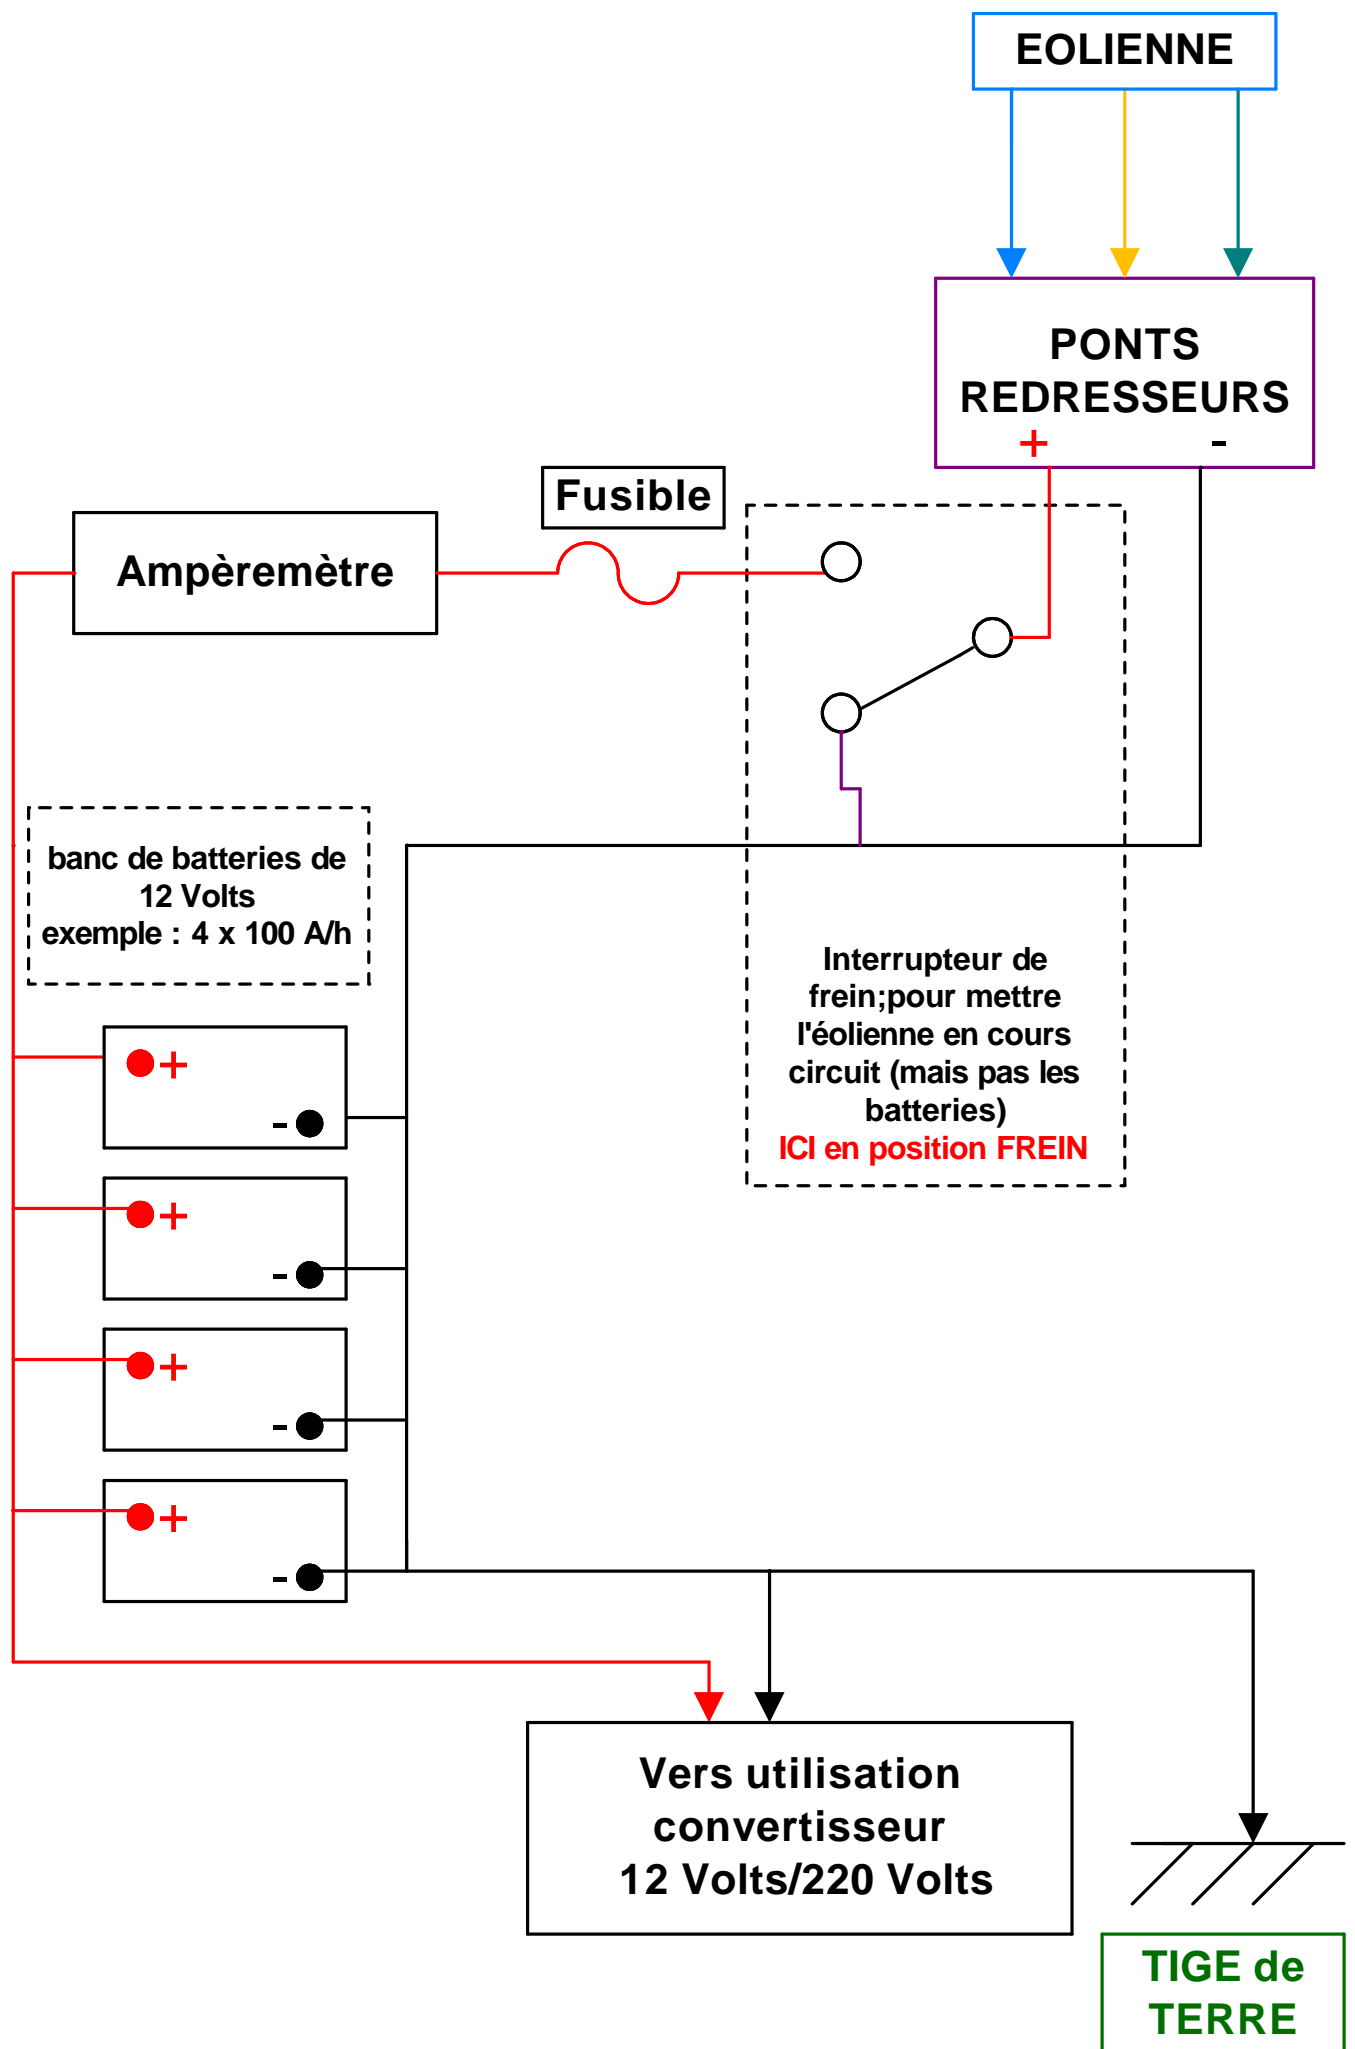 EOLIENNE
PONTS
REDRESSEURS
+ -
Fusible
Ampèremètre
banc de batteries de
12 Volts
exemple : 4 x 100 A/h
Interrupteur de
frein;pour mettre
l'éolienne en cours
circuit (mais pas les
batteries)
ICI en position FREIN
+
-
+
-
+
-
+
-
Vers utilisation
convertisseur
12 Volts/220 Volts
TIGE de
TERRE